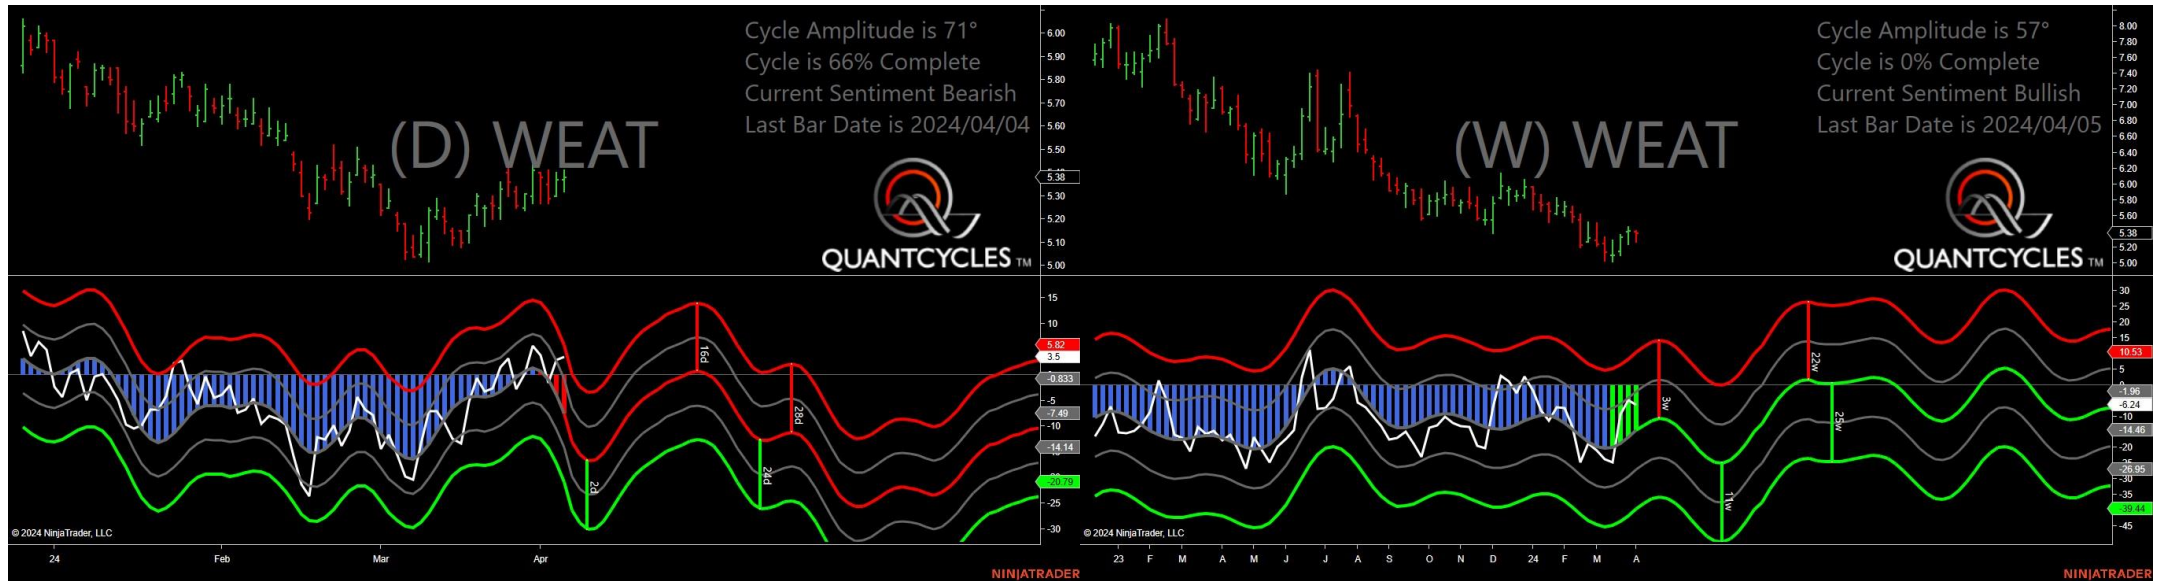 Cycle Amplitude is 71°
Cycle is 66% Complete
Current Sentiment Bearish
Last Bar Date is 2024/04/04
(D) WEAT
QUANTCYCLES TM
6.00
5.90
5.80
5.70
5.60
5.50
5.38
5.30
5.20
5.10
5.00
15
10
5.82
3.5
-0.833
-5
-7.49
-10
-14.14
-20.79
-25
-30
16d
28d
24d
2d
© 2024 NinjaTrader, LLC
24 Feb Mar Apr
NINJATRADER
Cycle Amplitude is 57°
Cycle is 0% Complete
Current Sentiment Bullish
Last Bar Date is 2024/04/05
(W) WEAT
QUANTCYCLES TM
8.00
7.80
7.60
7.40
7.20
7.00
6.80
6.60
6.40
6.20
6.00
5.80
5.60
5.38
5.20
5.00
30
25
20
15
10.53
5
-1.96
-6.24
-10
-14.46
-20
-26.95
-30
-35
-39.44
-45
3w
22w
25w
11w
© 2024 NinjaTrader, LLC
23 F M A M J J A S O N D 24 F M A
NINJATRADER